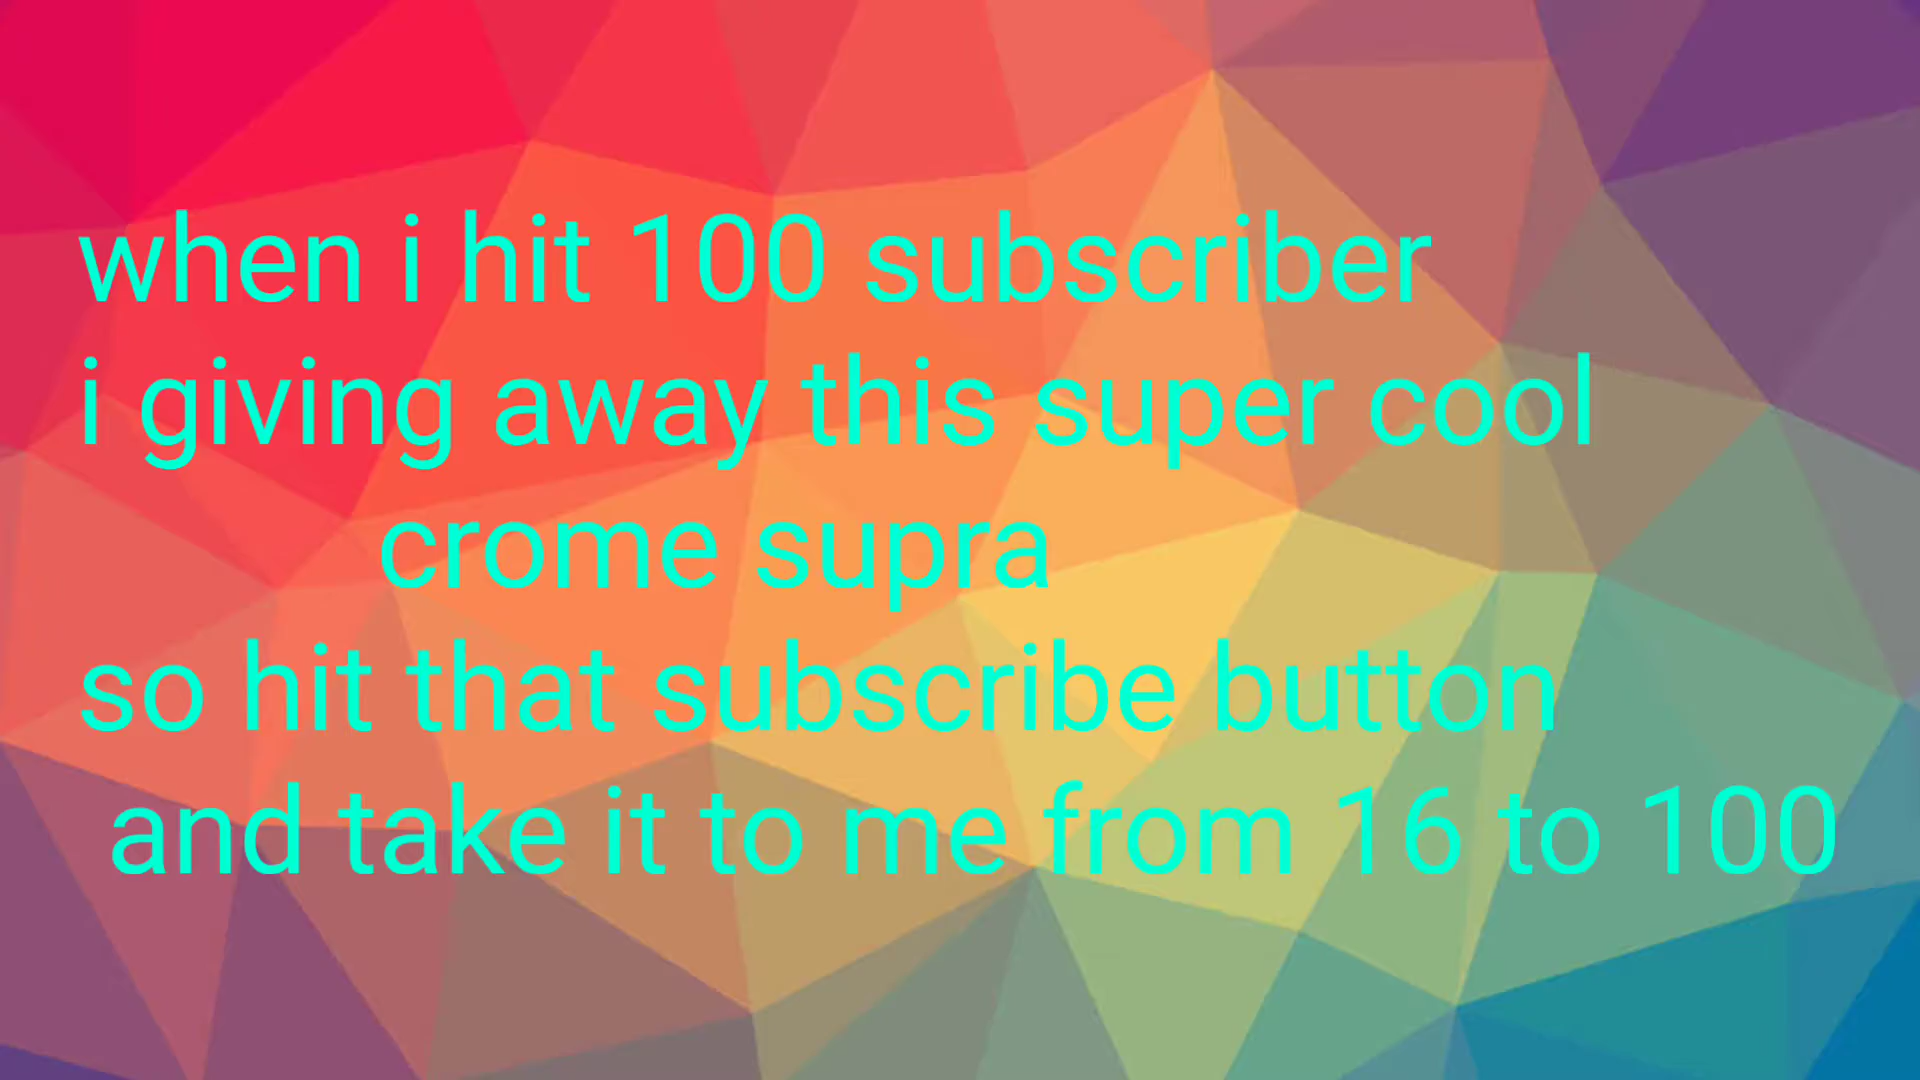 when i hit 100 subscriber
i giving away this super cool
crome supra
so hit that subscribe button
and take it to me from 16 to 100